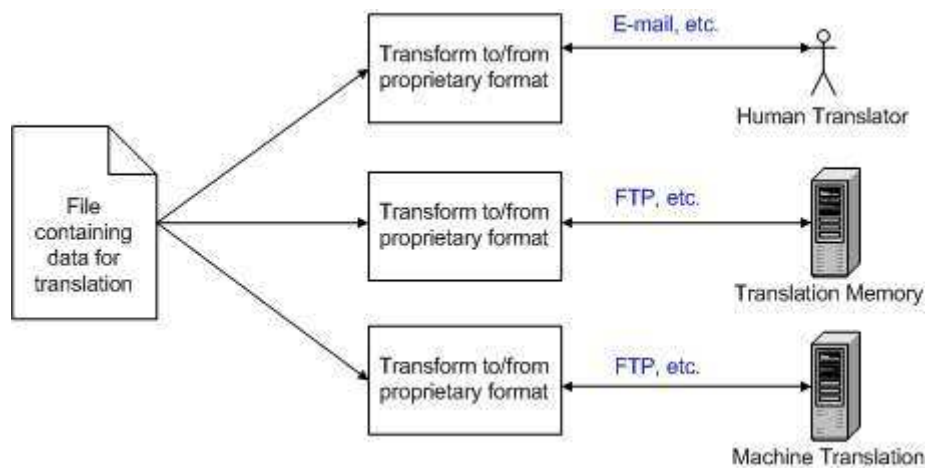 File
containing
data for
translation
Transform to/from
proprietary format
E-mail, etc.
Human Translator
Transform to/from
proprietary format
FTP, etc.
Translation Memory
Transform to/from
proprietary format
FTP, etc.
Machine Translation